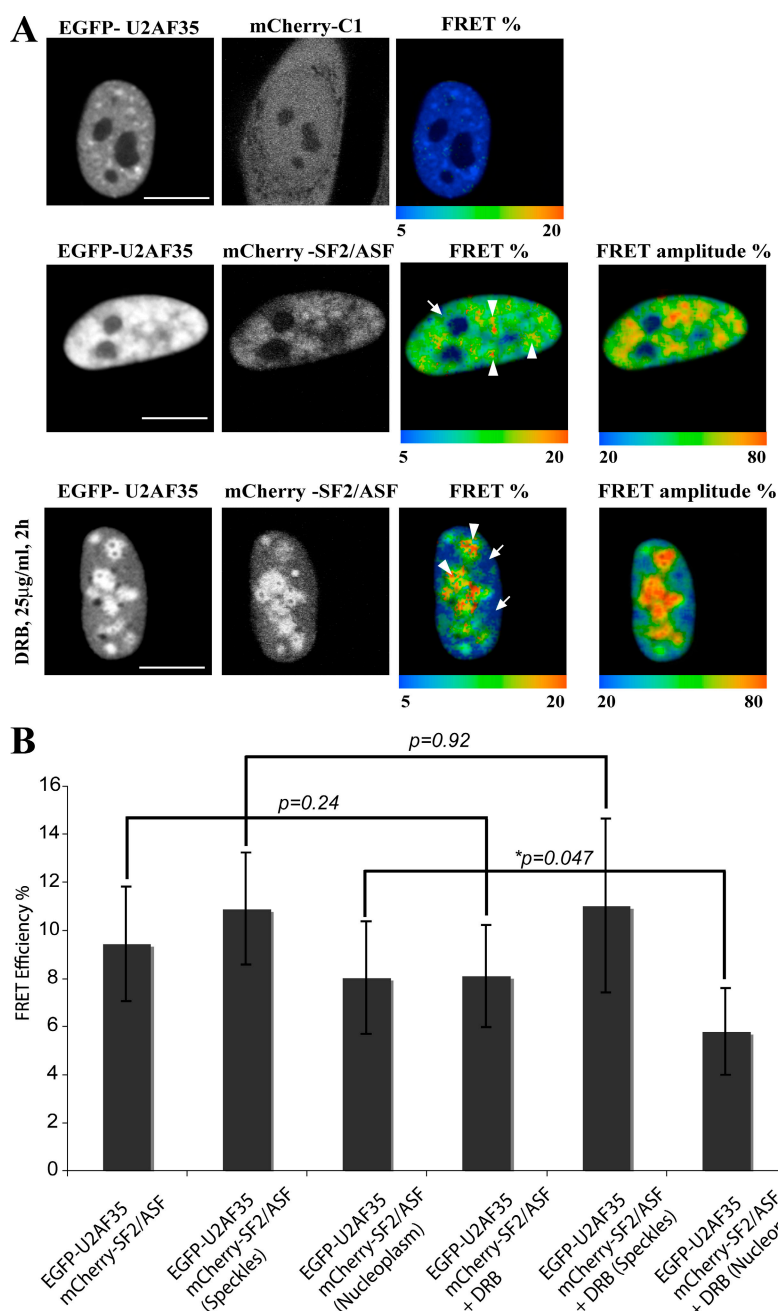 A
EGFP- U2AF35 mCherry-C1 FRET %
5 20
EGFP-U2AF35 mCherry -SF2/ASF FRET % FRET amplitude %
5 20 20 80
DRB, 25µg/ml, 2h
EGFP- U2AF35 mCherry -SF2/ASF FRET % FRET amplitude %
5 20 20 80
B
p=0.92
p=0.24
*p=0.047
FRET Efficiency %
16
14
12
10
8
6
4
2
0
EGFP-U2AF35
mCherry-SF2/ASF
EGFP-U2AF35
mCherry-SF2/ASF
(Speckles)
EGFP-U2AF35
mCherry-SF2/ASF
(Nucleoplasm)
EGFP-U2AF35
mCherry-SF2/ASF
+ DRB
EGFP-U2AF35
mCherry-SF2/ASF
+ DRB (Speckles)
EGFP-U2AF35
mCherry-SF2/ASF
+ DRB